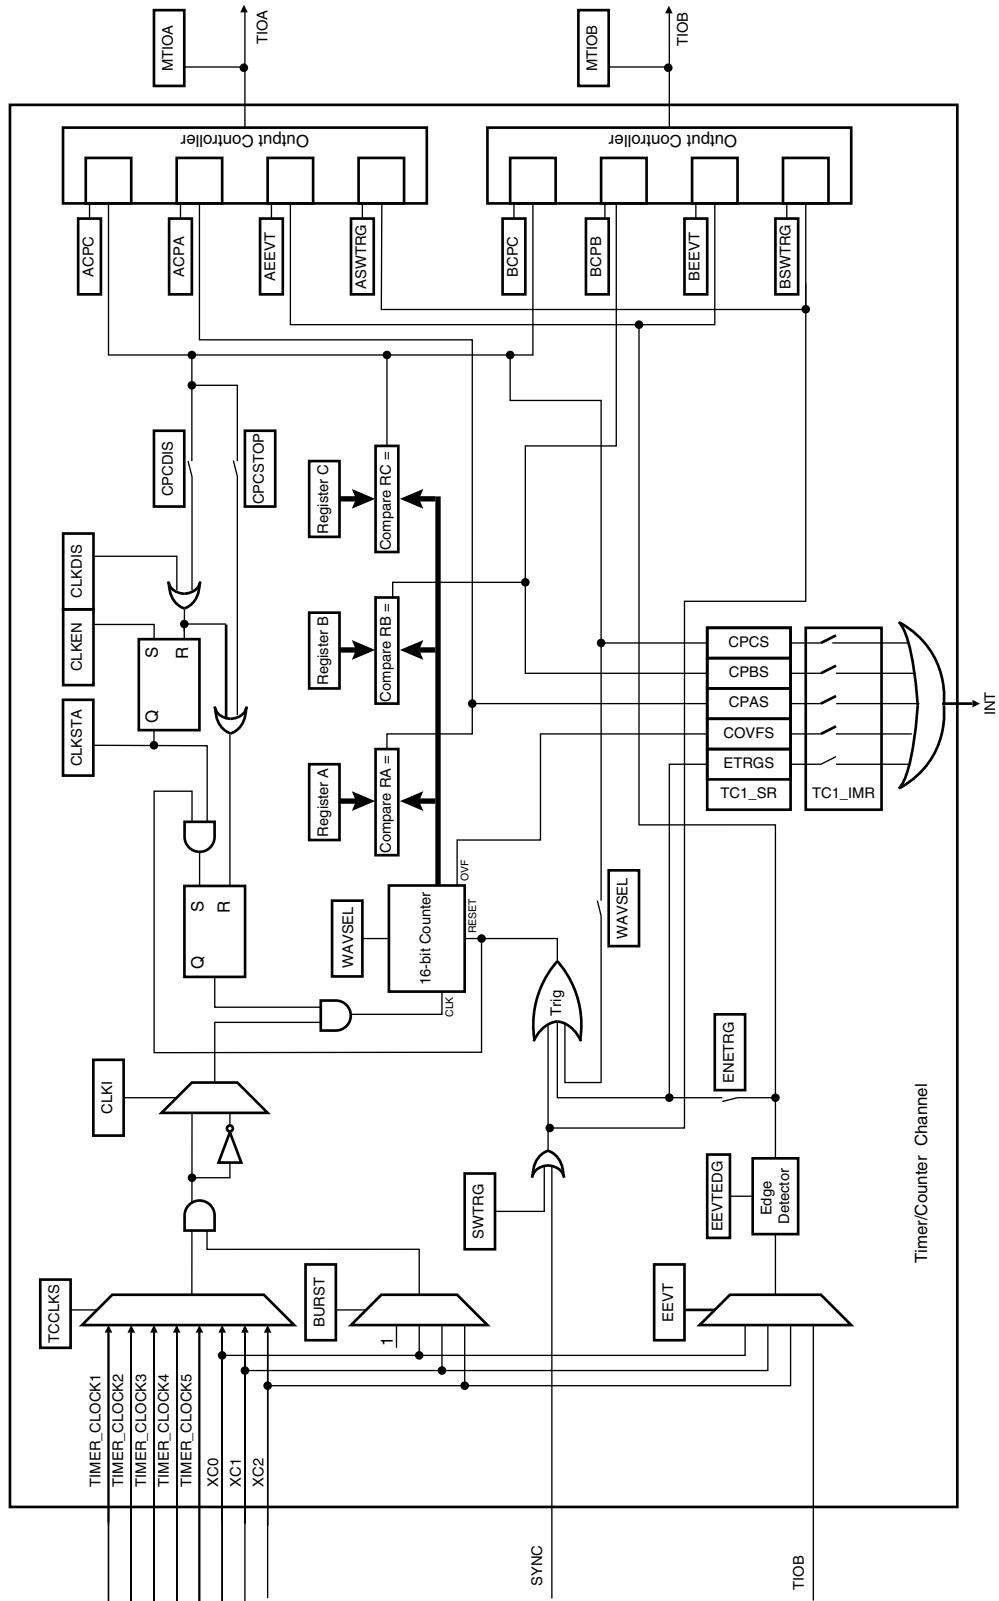 TCCLKS
TIMER_CLOCK1
TIMER_CLOCK2
TIMER_CLOCK3
TIMER_CLOCK4
TIMER_CLOCK5
XC0
XC1
XC2
CLKI
CLKSTA
CLKEN
CLKDIS
Q
S
R
Q
S
R
CPCDIS
CPCSTOP
ACPC
ACPA
AEEVT
ASWTRG
Output Controller
MTIOA
TIOA
BURST
1
WAVSEL
16-bit Counter
CLK
RESET
OVF
Register A
Register B
Register C
Compare RA =
Compare RB =
Compare RC =
SWTRG
SYNC
Trig
WAVSEL
BCPC
BCPB
BEEVT
BSWTRG
Output Controller
MTIOB
TIOB
EEVT
TIOB
EEVTEDG
Edge
Detector
ENETRG
CPCS
CPBS
CPAS
COVFS
ETRGS
TC1_SR
TC1_IMR
INT
Timer/Counter Channel